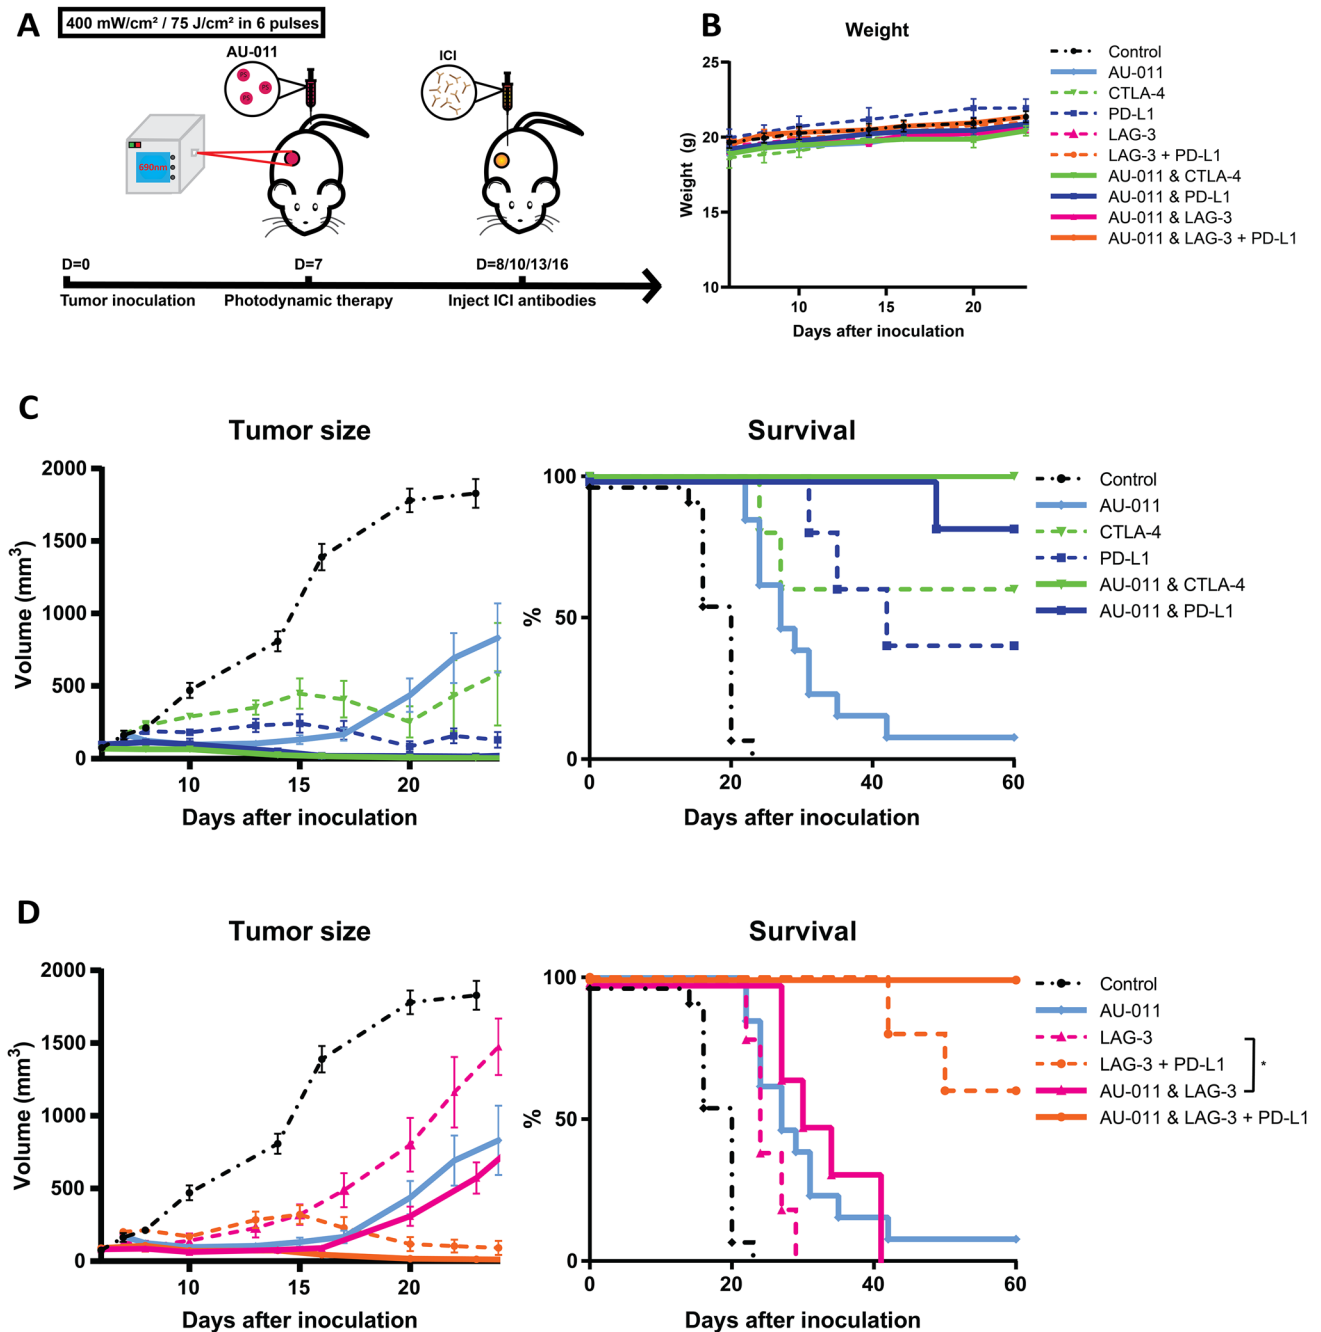 A
400 mW/cm² / 75 J/cm² in 6 pulses
AU-011
PS
PS
PS
ICI
690nm
D=0
D=7
D=8/10/13/16
Tumor inoculation
Photodynamic therapy
Inject ICI antibodies
B
Weight
Weight (g)
25
20
15
10
10
15
20
Days after inoculation
Control
AU-011
CTLA-4
PD-L1
LAG-3
LAG-3 + PD-L1
AU-011 & CTLA-4
AU-011 & PD-L1
AU-011 & LAG-3
AU-011 & LAG-3 + PD-L1
C
Tumor size
Volume (mm³)
2000
1500
1000
500
0
10
15
20
Days after inoculation
Survival
%
100
50
0
0
20
40
60
Days after inoculation
Control
AU-011
CTLA-4
PD-L1
AU-011 & CTLA-4
AU-011 & PD-L1
D
Tumor size
Volume (mm³)
2000
1500
1000
500
0
10
15
20
Days after inoculation
Survival
%
100
50
0
0
20
40
60
Days after inoculation
Control
AU-011
LAG-3
LAG-3 + PD-L1
AU-011 & LAG-3
AU-011 & LAG-3 + PD-L1
*